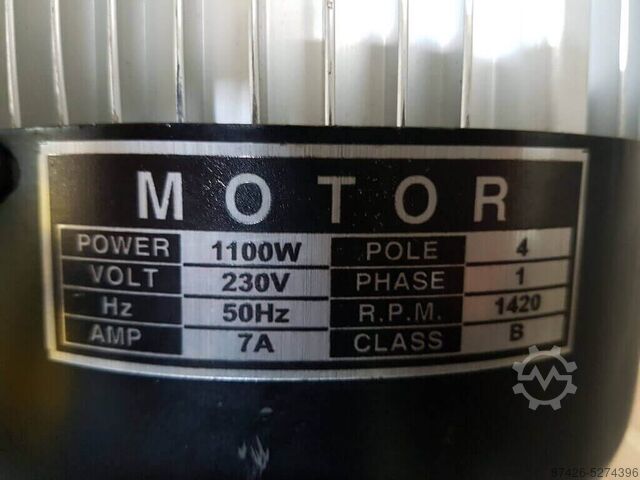 MOTOR
POWER 1100W POLE 4
VOLT 230V PHASE 1
Hz 50Hz R.P.M. 1420
AMP 7A CLASS B
87426-5274396